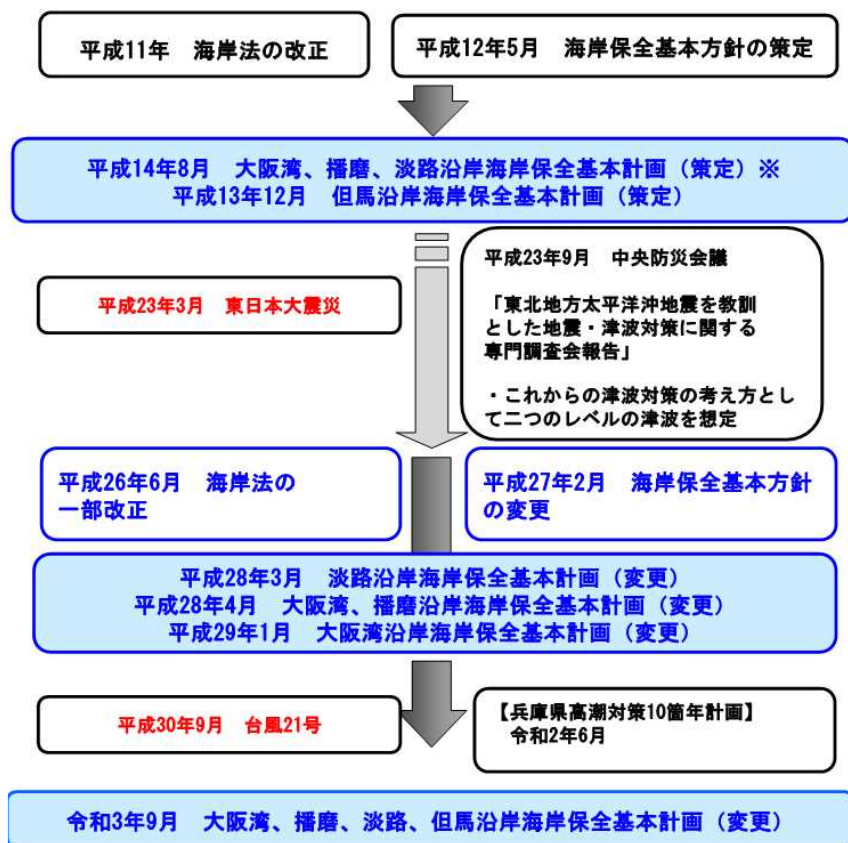 平成11年　海岸法の改正
平成12年5月　海岸保全基本方針の策定
平成14年8月　大阪湾、播磨、淡路沿岸海岸保全基本計画（策定）※
平成13年12月　但馬沿岸海岸保全基本計画（策定）
平成23年3月　東日本大震災
平成23年9月　中央防災会議
「東北地方太平洋沖地震を教訓
とした地震・津波対策に関する
専門調査会報告」
・これからの津波対策の考え方とし
て二つのレベルの津波を想定
平成26年6月　海岸法の
一部改正
平成27年2月　海岸保全基本方針
の変更
平成28年3月　淡路沿岸海岸保全基本計画（変更）
平成28年4月　大阪湾、播磨沿岸海岸保全基本計画（変更）
平成29年1月　大阪湾沿岸海岸保全基本計画（変更）
平成30年9月　台風21号
【兵庫県高潮対策10箇年計画】
令和2年6月
令和3年9月　大阪湾、播磨、淡路、但馬沿岸海岸保全基本計画（変更）